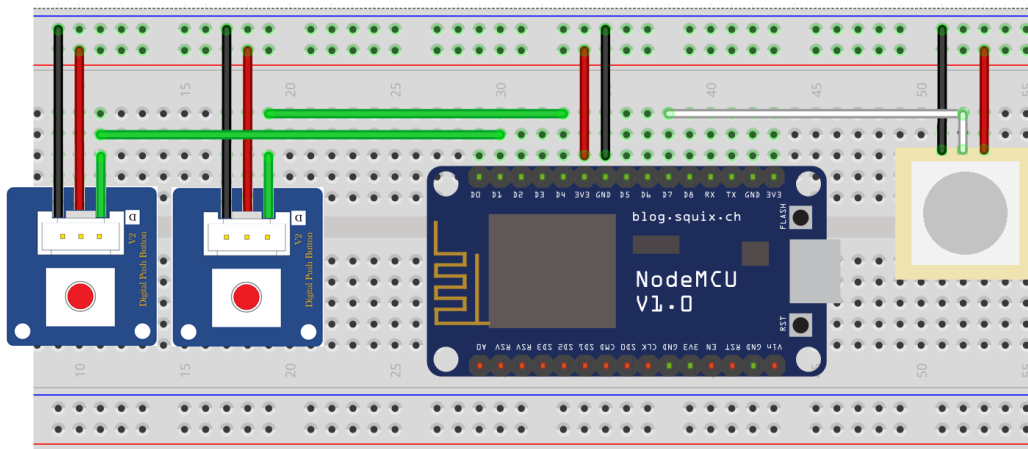 15 20 25 30 40 45 50 55
D0 D1 D2 D3 D4 3V3 GND D5 D6 D7 D8 RX TX GND 3V3
D
V2
Digital Push Button
D
V2
Digital Push Button
blog.squix.ch
FLASH
NodeMCU
V1.0
RST
A0 RSV RSV SD3 SD2 SD1 CMD SD0 CLK GND 3V3 EN RST GND Vin
10 15 20 25 50 55